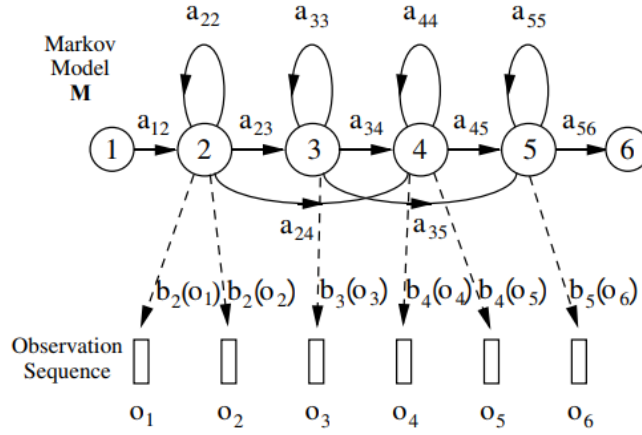 a22 a33 a44 a55
Markov
Model
M
a12 a23 a34 a45 a56
1 2 3 4 5 6
a24 a35
b2(o1) b2(o2) b3(o3) b4(o4) b4(o5) b5(o6)
Observation
Sequence
o1 o2 o3 o4 o5 o6